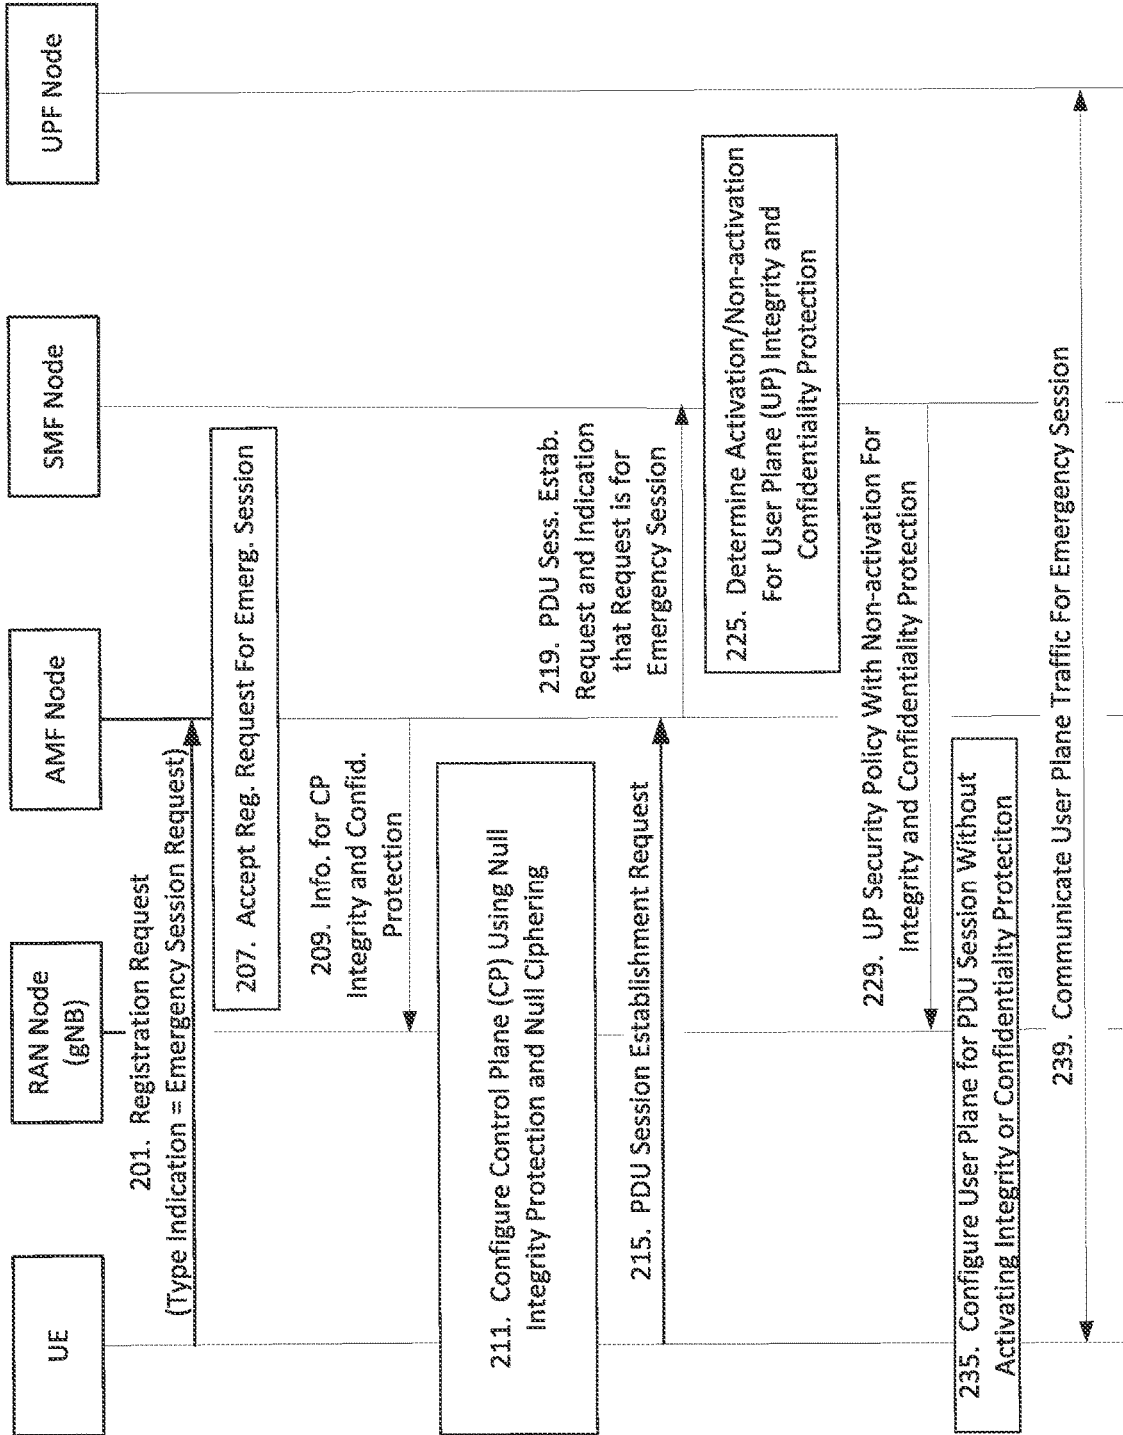 UE
RAN Node
(gNB)
AMF Node
SMF Node
UPF Node
201. Registration Request
(Type Indication = Emergency Session Request)
207. Accept Reg. Request For Emerg. Session
209. Info. for CP
Integrity and Confid.
Protection
211. Configure Control Plane (CP) Using Null
Integrity Protection and Null Ciphering
215. PDU Session Establishment Request
219. PDU Sess. Estab.
Request and Indication
that Request is for
Emergency Session
225. Determine Activation/Non-activation
For User Plane (UP) Integrity and
Confidentiality Protection
229. UP Security Policy With Non-activation For
Integrity and Confidentiality Protection
235. Configure User Plane for PDU Session Without
Activating Integrity or Confidentiality Proteciton
239. Communicate User Plane Traffic For Emergency Session